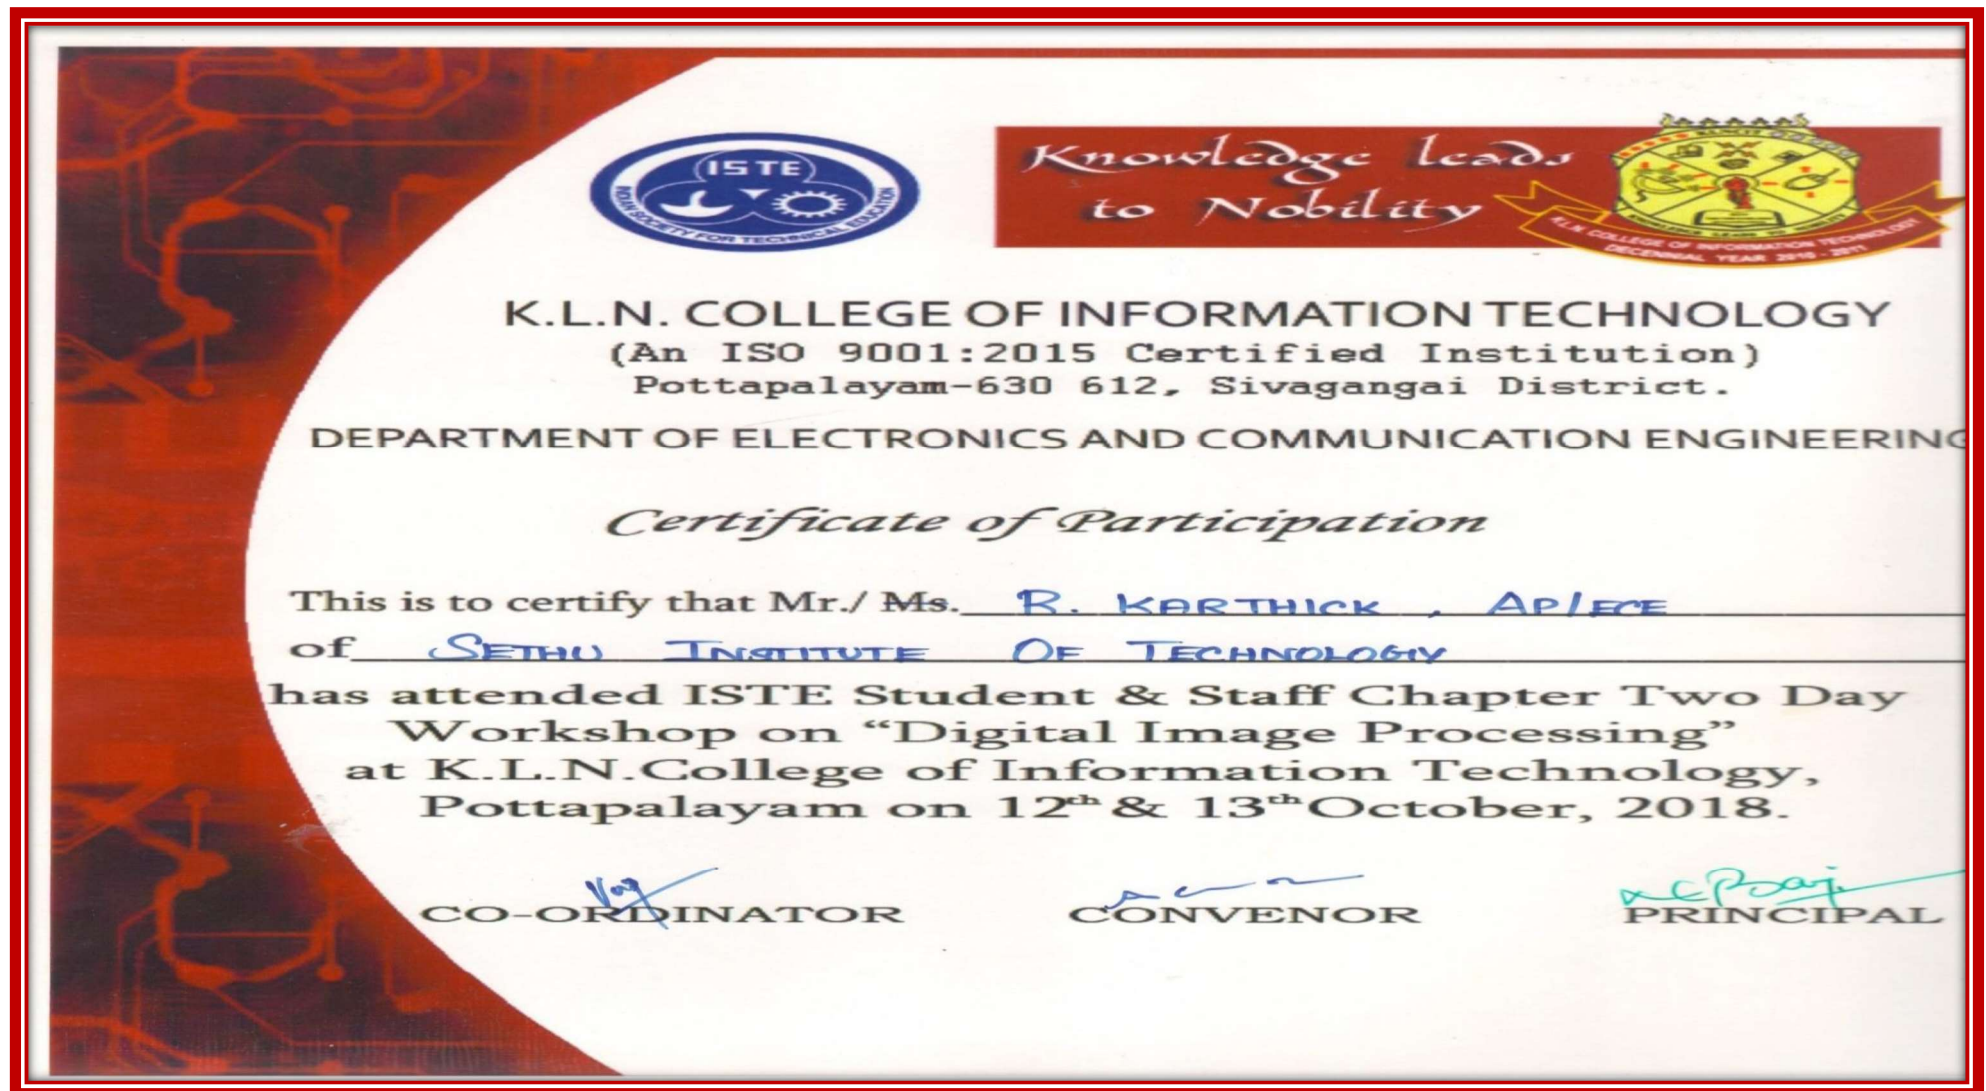 ISTE
INDIAN SOCIETY FOR TECHNICAL EDUCATION
Knowledge leads
to Nobility
K.L.N. COLLEGE OF INFORMATION TECHNOLOGY
DECENNIAL YEAR 2010 - 2011
K.L.N. COLLEGE OF INFORMATION TECHNOLOGY
(An ISO 9001:2015 Certified Institution)
Pottapalayam-630 612, Sivagangai District.
DEPARTMENT OF ELECTRONICS AND COMMUNICATION ENGINEERING
Certificate of Participation
This is to certify that Mr./ Ms. R. KARTHICK, AP/ECE
of SETHU INSTITUTE OF TECHNOLOGY
has attended ISTE Student & Staff Chapter Two Day
Workshop on “Digital Image Processing”
at K.L.N.College of Information Technology,
Pottapalayam on 12th & 13th October, 2018.
CO-ORDINATOR CONVENOR PRINCIPAL